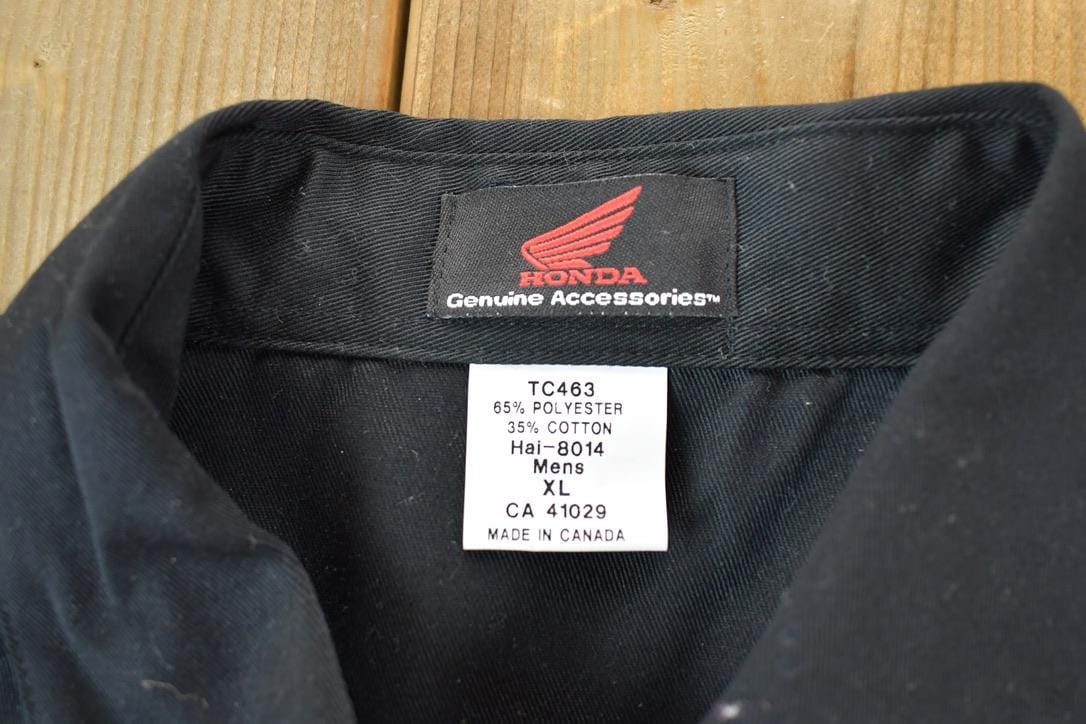 HONDA
Genuine Accessories™
TC463
65% POLYESTER
35% COTTON
Hai-8014
Mens
XL
CA 41029
MADE IN CANADA